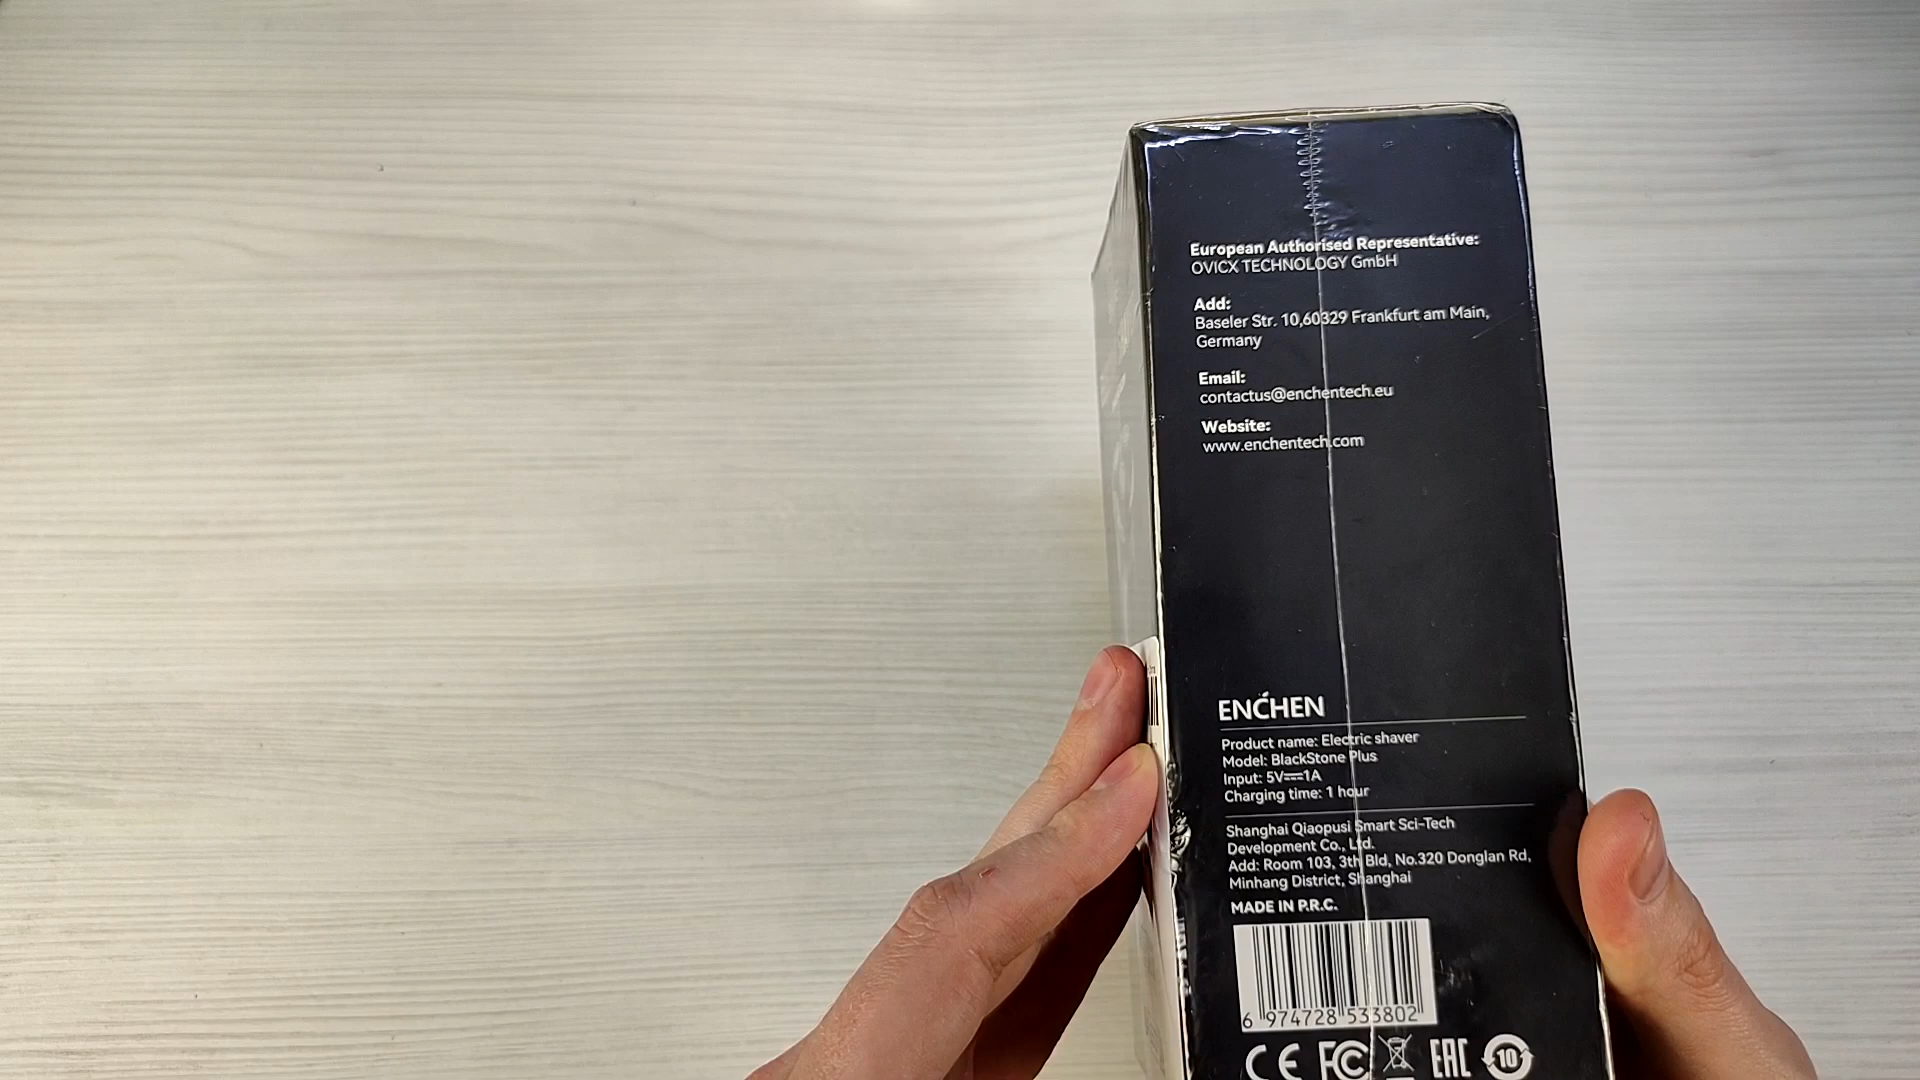 European Authorised Representative:
OVICX TECHNOLOGY GmbH
Add:
Baseler Str. 10,60329 Frankfurt am Main,
Germany
Email:
contactus@enchentech.eu
Website:
www.enchentech.com
ENCHEN
Product name: Electric shaver
Model: BlackStone Plus
Input: 5V⎓1A
Charging time: 1 hour
Shanghai Qiaopusi Smart Sci-Tech
Development Co., Ltd.
Add: Room 103, 3th Bld, No.320 Donglan Rd,
Minhang District, Shanghai
MADE IN P.R.C.
6 974728 533802
CE FC EAC 10